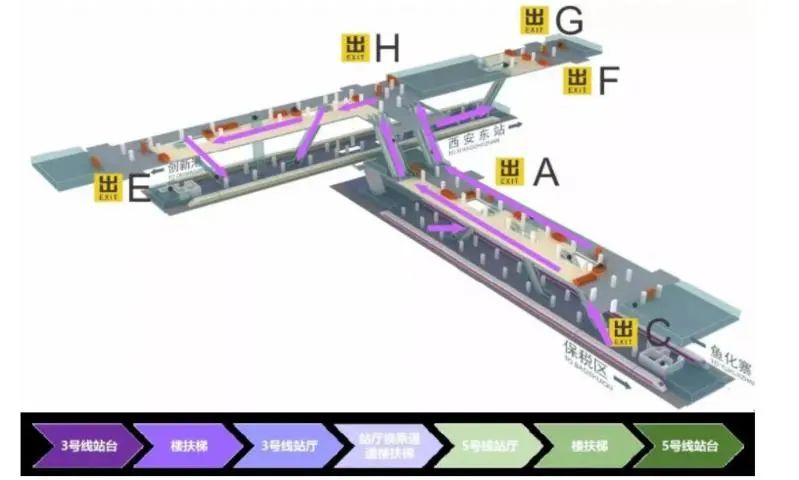 出
EXIT
G
出
EXIT
H
出
EXIT
F
西安东站
出
EXIT
A
创新港
出
EXIT
E
出
EXIT
C
鱼化寨
保税区
TO BAOSHUIQU
3号线站台
楼扶梯
3号线站厅
站厅换乘通
道楼扶梯
5号线站厅
楼扶梯
5号线站台